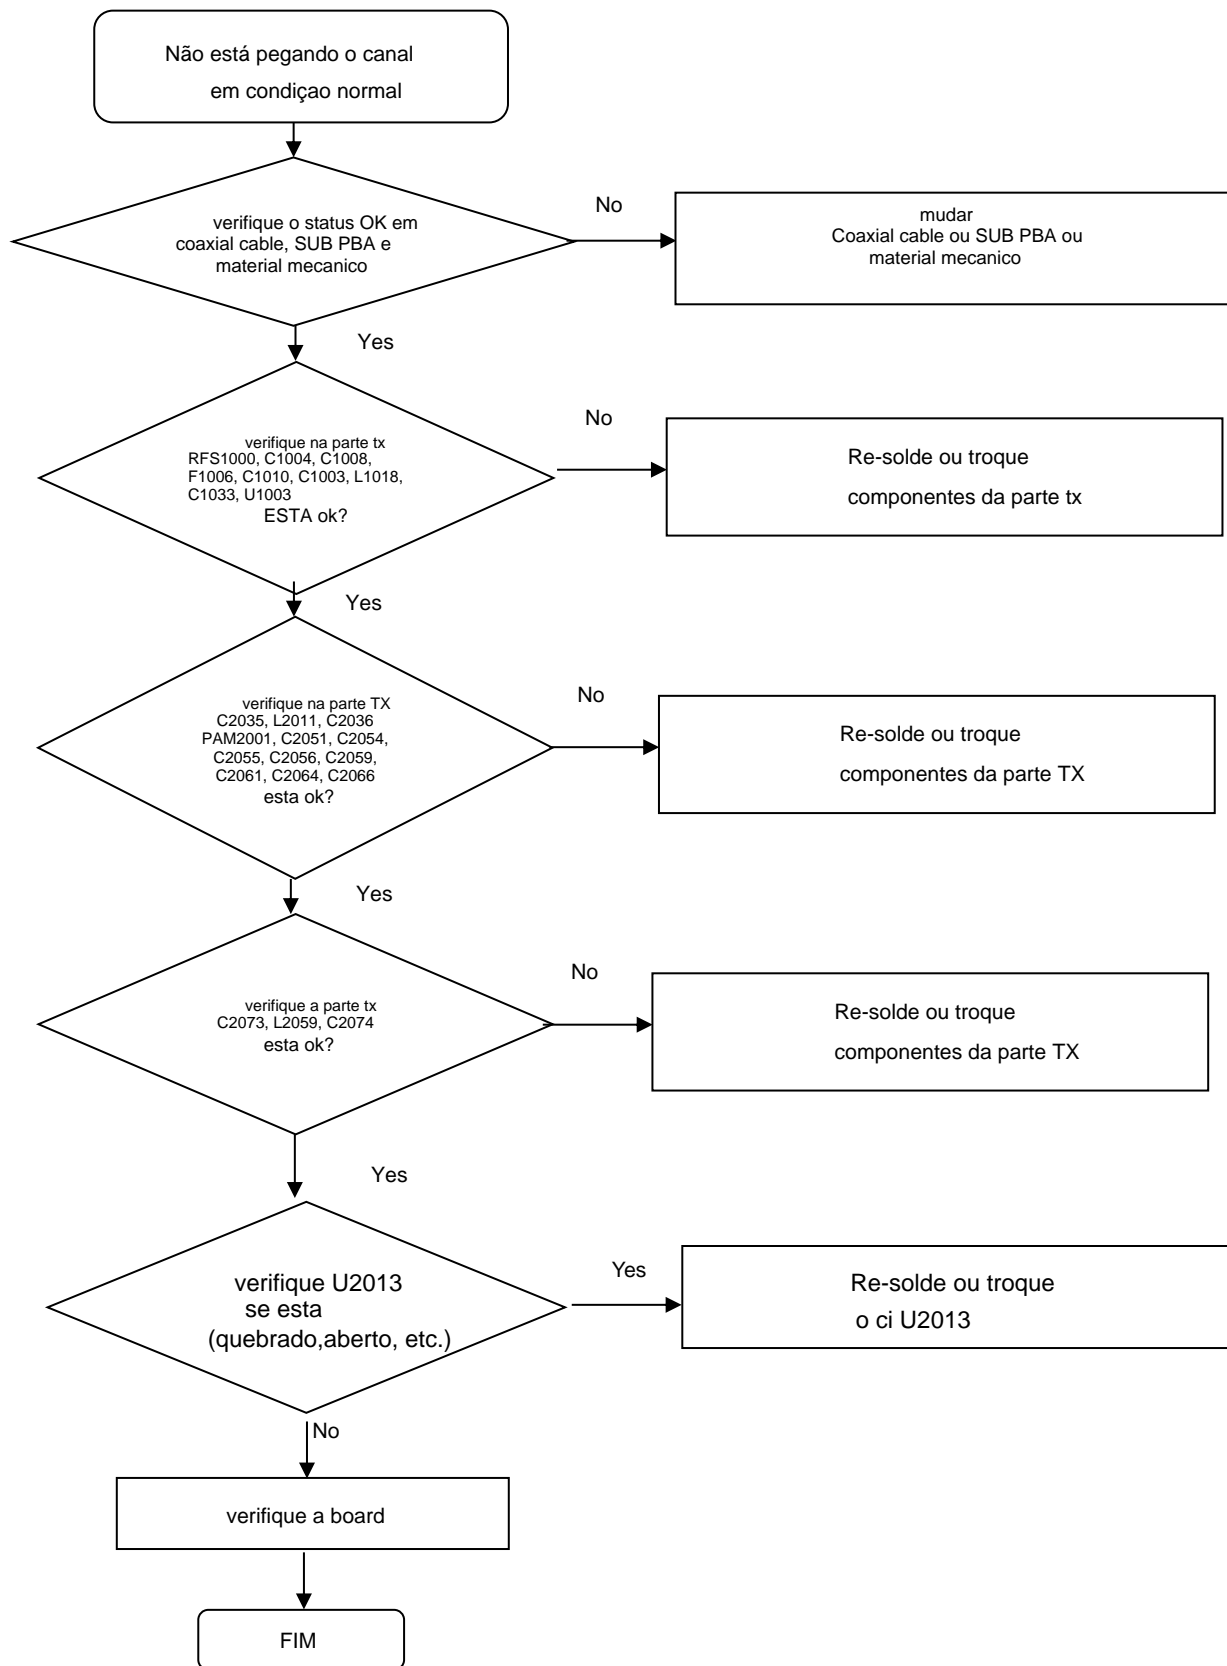 Não está pegando o canal
em condiçao normal
verifique o status OK em
coaxial cable, SUB PBA e
material mecanico
No
mudar
Coaxial cable ou SUB PBA ou
material mecanico
Yes
verifique na parte tx
RFS1000, C1004, C1008,
F1006, C1010, C1003, L1018,
C1033, U1003
ESTA ok?
No
Re-solde ou troque
componentes da parte tx
Yes
verifique na parte TX
C2035, L2011, C2036
PAM2001, C2051, C2054,
C2055, C2056, C2059,
C2061, C2064, C2066
esta ok?
No
Re-solde ou troque
componentes da parte TX
Yes
verifique a parte tx
C2073, L2059, C2074
esta ok?
No
Re-solde ou troque
componentes da parte TX
Yes
verifique U2013
se esta
(quebrado,aberto, etc.)
Yes
Re-solde ou troque
o ci U2013
No
verifique a board
FIM